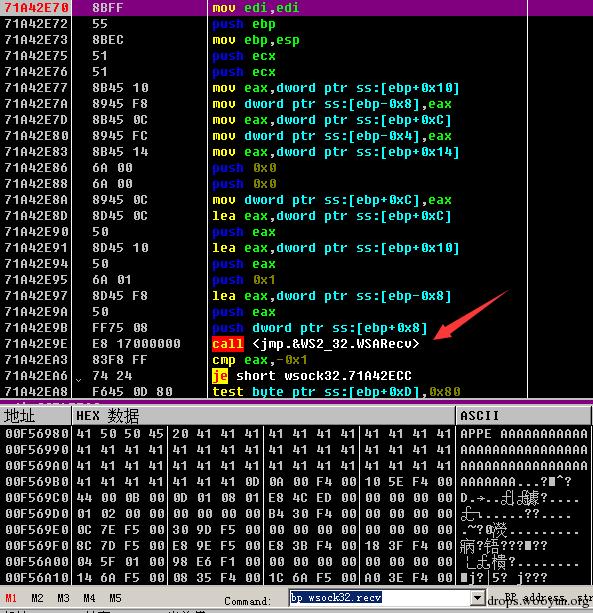 71A42E70 8BFF mov edi,edi
71A42E72 55 push ebp
71A42E73 8BEC mov ebp,esp
71A42E75 51 push ecx
71A42E76 51 push ecx
71A42E77 8B45 10 mov eax,dword ptr ss:[ebp+0x10]
71A42E7A 8945 F8 mov dword ptr ss:[ebp-0x8],eax
71A42E7D 8B45 0C mov eax,dword ptr ss:[ebp+0xC]
71A42E80 8945 FC mov dword ptr ss:[ebp-0x4],eax
71A42E83 8B45 14 mov eax,dword ptr ss:[ebp+0x14]
71A42E86 6A 00 push 0x0
71A42E88 6A 00 push 0x0
71A42E8A 8945 0C mov dword ptr ss:[ebp+0xC],eax
71A42E8D 8D45 0C lea eax,dword ptr ss:[ebp+0xC]
71A42E90 50 push eax
71A42E91 8D45 10 lea eax,dword ptr ss:[ebp+0x10]
71A42E94 50 push eax
71A42E95 6A 01 push 0x1
71A42E97 8D45 F8 lea eax,dword ptr ss:[ebp-0x8]
71A42E9A 50 push eax
71A42E9B FF75 08 push dword ptr ss:[ebp+0x8]
71A42E9E E8 17000000 call <jmp.&WS2_32.WSARecv>
71A42EA3 83F8 FF cmp eax,-0x1
71A42EA6 74 24 je short wsock32.71A42ECC
71A42EA8 F645 0D 80 test byte ptr ss:[ebp+0xD],0x80
地址 HEX 数据 ASCII
00F56980 41 50 50 45 20 41 41 41 41 41 41 41 41 41 41 41 APPE AAAAAAAAAAA
00F56990 41 41 41 41 41 41 41 41 41 41 41 41 41 41 41 41 AAAAAAAAAAAAAAAA
00F569A0 41 41 41 41 41 41 41 41 41 41 41 41 41 41 41 41 AAAAAAAAAAAAAAAA
00F569B0 41 41 41 41 41 41 41 0D 0A 00 F4 00 10 5E F4 00 AAAAAAA...?
00F569C0 44 00 0B 00 0D 01 08 01 E8 4C ED 00 00 00 00 00
00F569D0 01 02 00 00 00 00 00 00 B4 30 F4 00 00 00 00 00
00F569E0 0C 7E F5 00 30 9D F5 00 00 00 00 00 00 00 00 00
00F569F0 8C 7D F5 00 E8 9E F5 00 E8 3B F4 00 18 3F F4 00
00F56A00 04 5F 01 00 98 E6 F1 00 00 00 00 00 00 00 00 00
00F56A10 14 6A F5 00 08 35 F4 00 1C 6A F5 00 A0 3E F4 00
M1 M2 M3 M4 M5 Command: bp wsock32.recv BP address, string
drops.wooyun.org